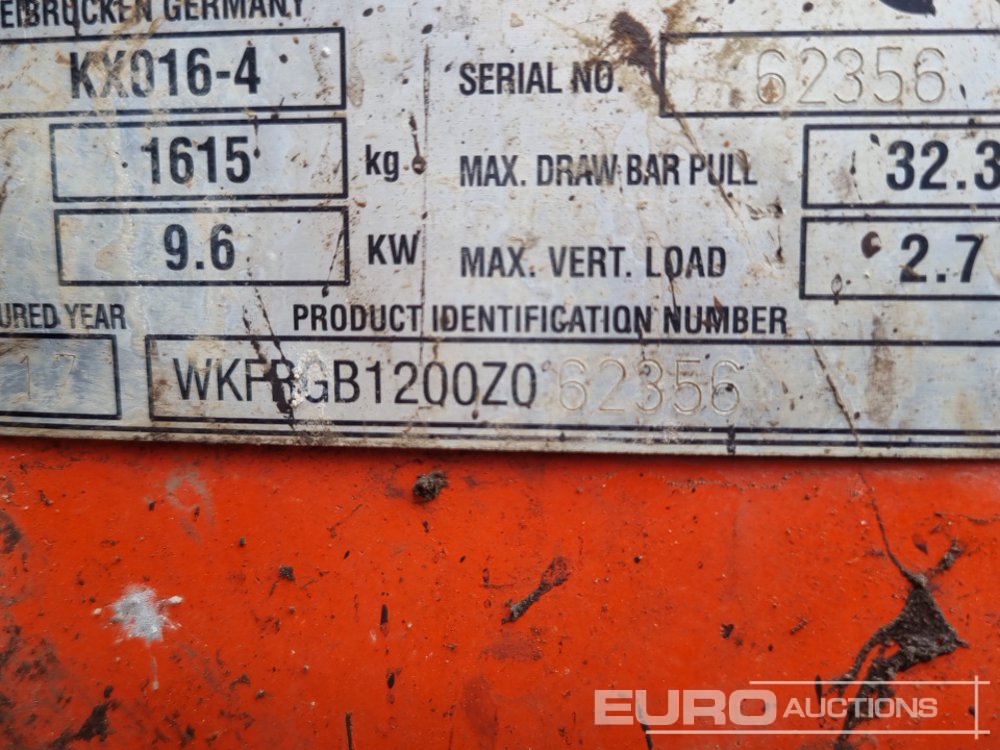 EIBRÜCKEN GERMANY
KX016-4
SERIAL NO. 62356
1615 kg.
MAX. DRAW BAR PULL 32.3
9.6 KW
MAX. VERT. LOAD 2.7
URED YEAR
PRODUCT IDENTIFICATION NUMBER
17
WKFRGB1200Z062356
EURO AUCTIONS